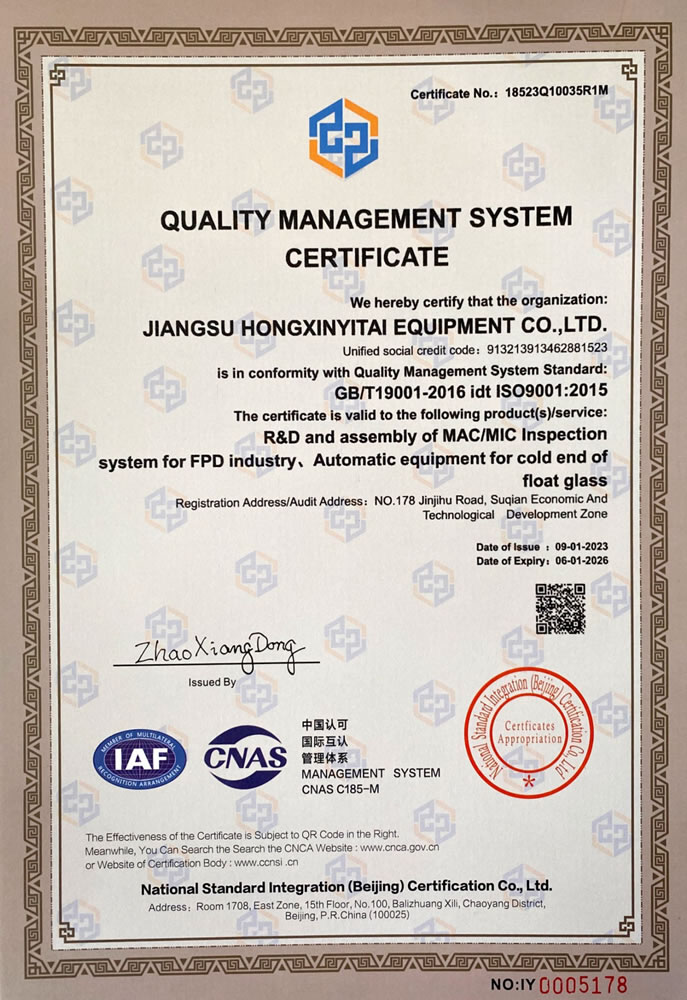 Certificate No.: 18523Q10035R1M
QUALITY MANAGEMENT SYSTEM
CERTIFICATE
We hereby certify that the organization:
JIANGSU HONGXINYITAI EQUIPMENT CO.,LTD.
Unified social credit code: 913213913462881523
is in conformity with Quality Management System Standard:
GB/T19001-2016 idt ISO9001:2015
The certificate is valid to the following product(s)/service:
R&D and assembly of MAC/MIC Inspection
system for FPD industry、Automatic equipment for cold end of
float glass
Registration Address/Audit Address: NO.178 Jinjihu Road, Suqian Economic And
Technological Development Zone
Date of Issue : 09-01-2023
Date of Expiry: 06-01-2026
ZhaoXiangDong
Issued By
National Standard Integration (Beijing) Certification Co., Ltd
Certificates
Appropriation
MEMBER OF MULTILATERAL
IAF
RECOGNITION ARRANGEMENT
CNAS
中国认可
国际互认
管理体系
MANAGEMENT SYSTEM
CNAS C185-M
The Effectiveness of the Certificate is Subject to QR Code in the Right.
Meanwhile, You Can Search the Search the CNCA Website : www.cnca.gov.cn
or Website of Certification Body : www.ccnsi .cn
National Standard Integration (Beijing) Certification Co., Ltd.
Address: Room 1708, East Zone, 15th Floor, No.100, Balizhuang Xili, Chaoyang District,
Beijing, P.R.China (100025)
NO:IY 0005178